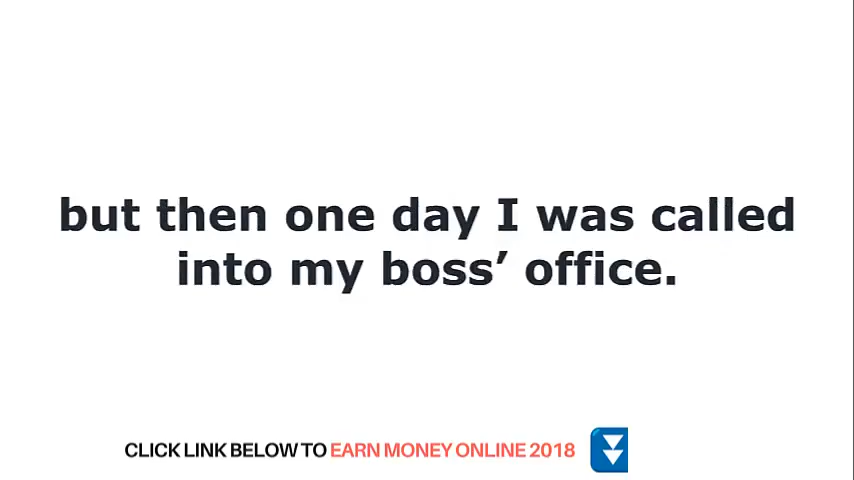 but then one day I was called
into my boss’ office.
CLICK LINK BELOW TO EARN MONEY ONLINE 2018